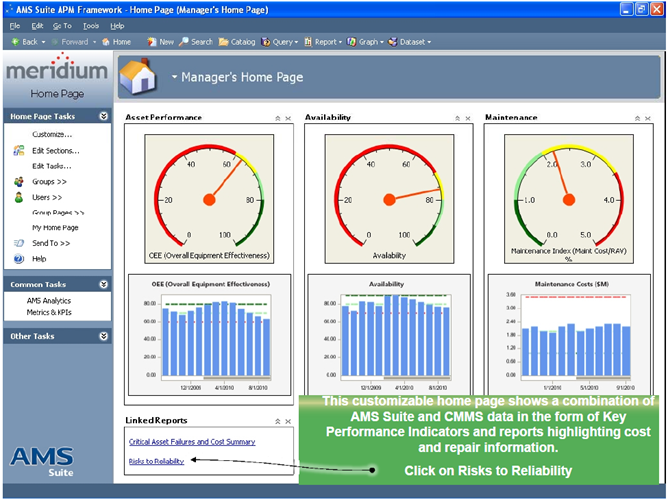 AMS Suite APM Framework - Home Page (Manager's Home Page)
File Edit Go To Tools Help
Back Forward Home New Search Catalog Query Report Graph Dataset
meridium
Home Page
Manager's Home Page
Home Page Tasks
Customize...
Edit Sections...
Edit Tasks...
Groups >>
Users >>
Group Pages >>
My Home Page
Send To >>
Help
Common Tasks
AMS Analytics
Metrics & KPIs
Other Tasks
AMS
Suite
Asset Performance
40 60
20 80
0 100
OEE (Overall Equipment Effectiveness)
Availability
40 60
20 80
0 100
Availability
Maintenance
2.0 3.0
1.0 4.0
0.0 5.0
Maintenance Index (Maint Cost/RAV)
%
OEE (Overall Equipment Effectiveness)
80.00
60.00
40.00
20.00
0.00
12/1/2009 4/1/2010 8/1/2010
Availability
80.00
60.00
40.00
20.00
0.00
12/1/2009 4/1/2010 8/1/2010
Maintenance Costs ($M)
3.60
3.00
2.00
1.00
0.00
1/1/2010 5/1/2010 9/1/2010
Linked Reports
Critical Asset Failures and Cost Summary
Risks to Reliability
This customizable home page shows a combination of
AMS Suite and CMMS data in the form of Key
Performance Indicators and reports highlighting cost
and repair information.
Click on Risks to Reliability